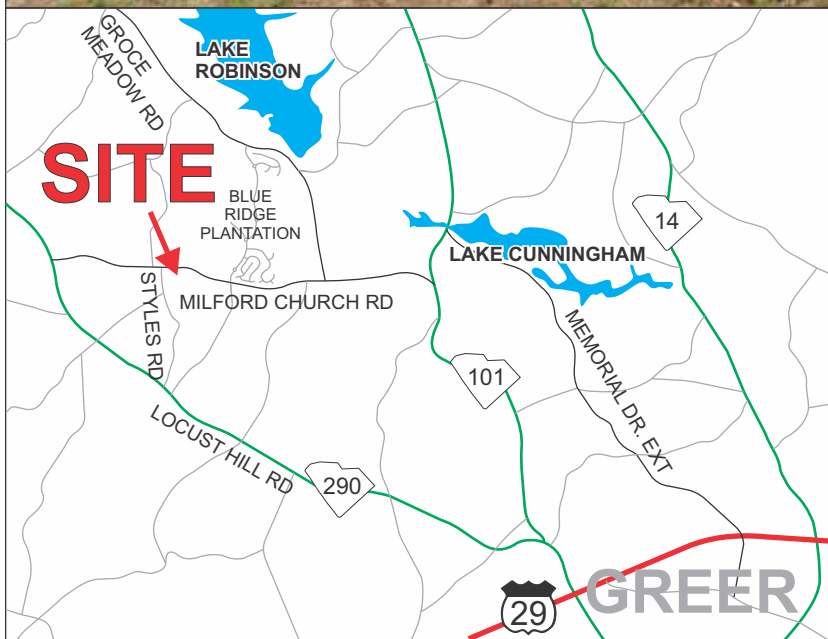 GROCE
MEADOW RD
LAKE
ROBINSON
SITE
BLUE
RIDGE
PLANTATION
14
LAKE CUNNINGHAM
STYLES RD
MILFORD CHURCH RD
MEMORIAL DR. EXT
101
LOCUST HILL RD
290
GREER
29